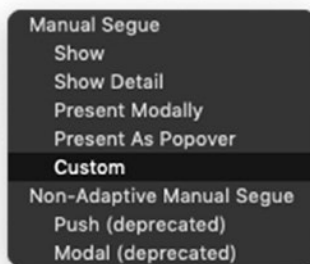 Manual Segue
Show
Show Detail
Present Modally
Present As Popover
Custom
Non-Adaptive Manual Segue
Push (deprecated)
Modal (deprecated)